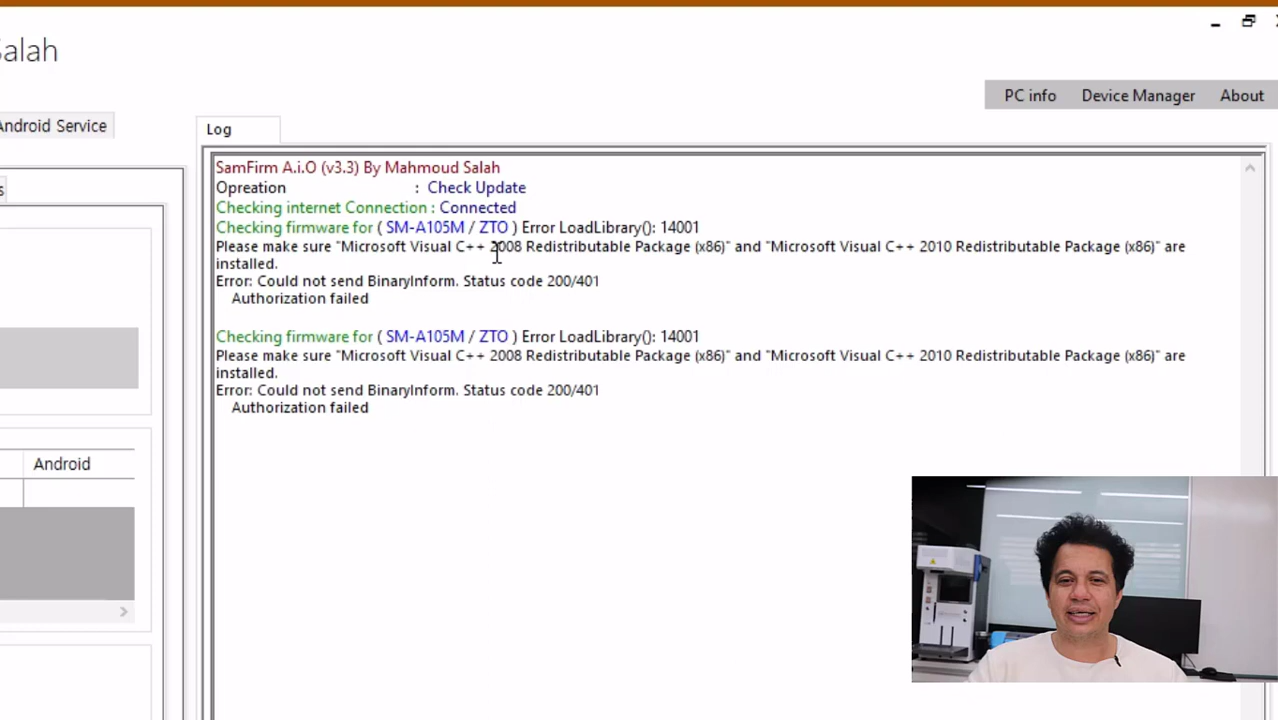 Salah
PC info
Device Manager
About
Android Service
Log
SamFirm A.i.O (v3.3) By Mahmoud Salah
Opreation : Check Update
Checking internet Connection : Connected
Checking firmware for ( SM-A105M / ZTO ) Error LoadLibrary(): 14001
Please make sure "Microsoft Visual C++ 2008 Redistributable Package (x86)" and "Microsoft Visual C++ 2010 Redistributable Package (x86)" are
installed.
Error: Could not send BinaryInform. Status code 200/401
Authorization failed
Checking firmware for ( SM-A105M / ZTO ) Error LoadLibrary(): 14001
Please make sure "Microsoft Visual C++ 2008 Redistributable Package (x86)" and "Microsoft Visual C++ 2010 Redistributable Package (x86)" are
installed.
Error: Could not send BinaryInform. Status code 200/401
Authorization failed
Android